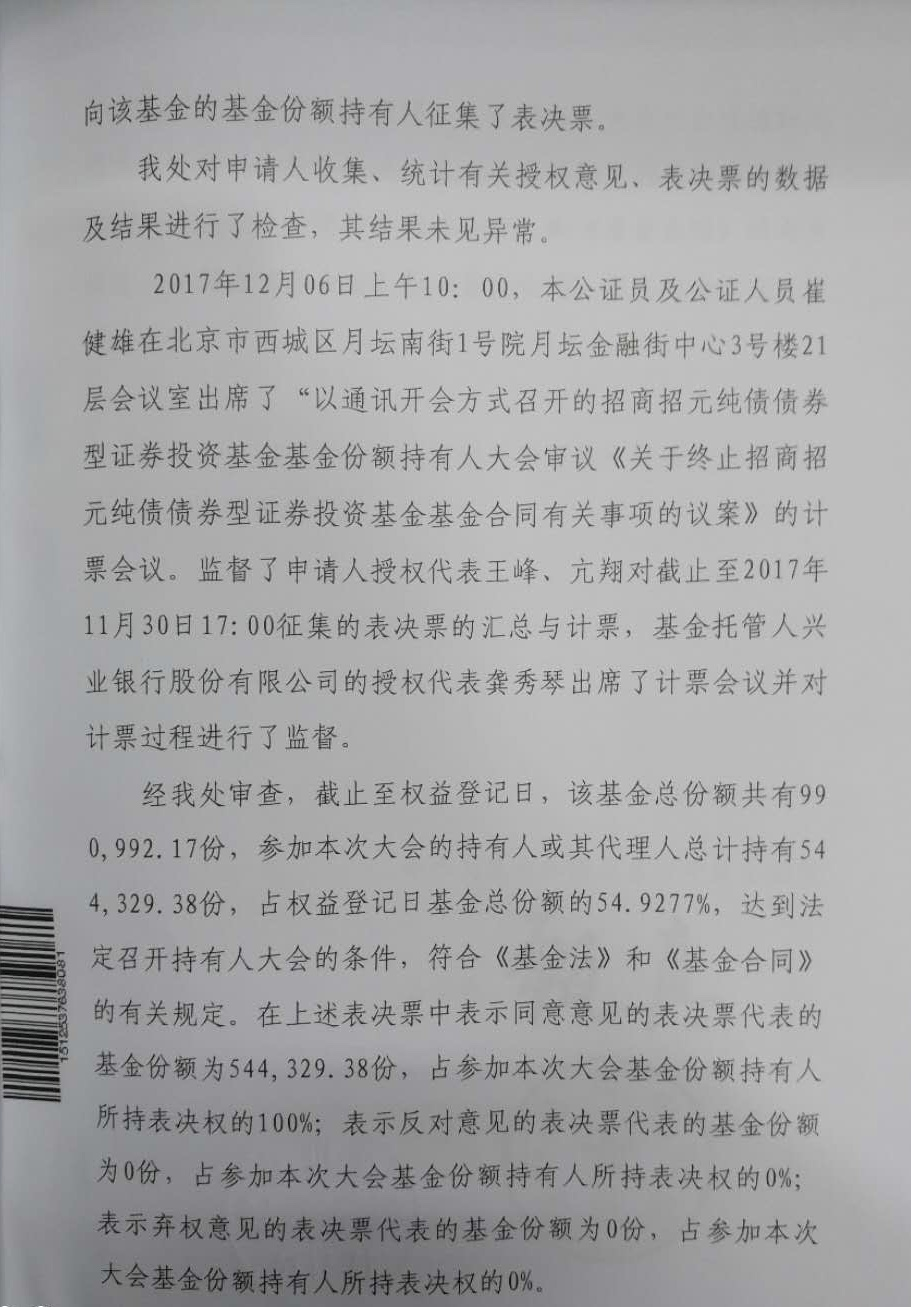 向该基金的基金份额持有人征集了表决票。
我处对申请人收集、统计有关授权意见、表决票的数据
及结果进行了检查，其结果未见异常。
2017年12月06日上午10：00，本公证员及公证人员崔
健雄在北京市西城区月坛南街1号院月坛金融街中心3号楼21
层会议室出席了“以通讯开会方式召开的招商招元纯债债券
型证券投资基金基金份额持有人大会审议《关于终止招商招
元纯债债券型证券投资基金基金合同有关事项的议案》的计
票会议。监督了申请人授权代表王峰、亢翔对截止至2017年
11月30日17:00征集的表决票的汇总与计票，基金托管人兴
业银行股份有限公司的授权代表龚秀琴出席了计票会议并对
计票过程进行了监督。
经我处审查，截止至权益登记日，该基金总份额共有99
0,992.17份，参加本次大会的持有人或其代理人总计持有54
4,329.38份，占权益登记日基金总份额的54.9277%，达到法
定召开持有人大会的条件，符合《基金法》和《基金合同》
的有关规定。在上述表决票中表示同意意见的表决票代表的
基金份额为544,329.38份，占参加本次大会基金份额持有人
所持表决权的100%；表示反对意见的表决票代表的基金份额
为0份，占参加本次大会基金份额持有人所持表决权的0%；
表示弃权意见的表决票代表的基金份额为0份，占参加本次
大会基金份额持有人所持表决权的0%。
1512537638081